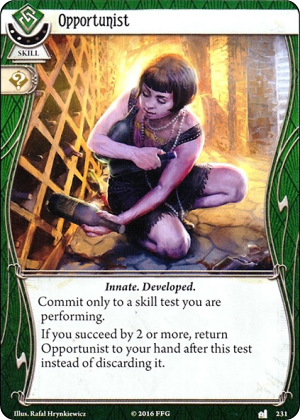 Opportunist
SKILL
?
Innate. Developed.
Commit only to a skill test you are
performing.
If you succeed by 2 or more, return
Opportunist to your hand after this test
instead of discarding it.
Illus. Rafał Hryniewicz
© 2016 FFG
231